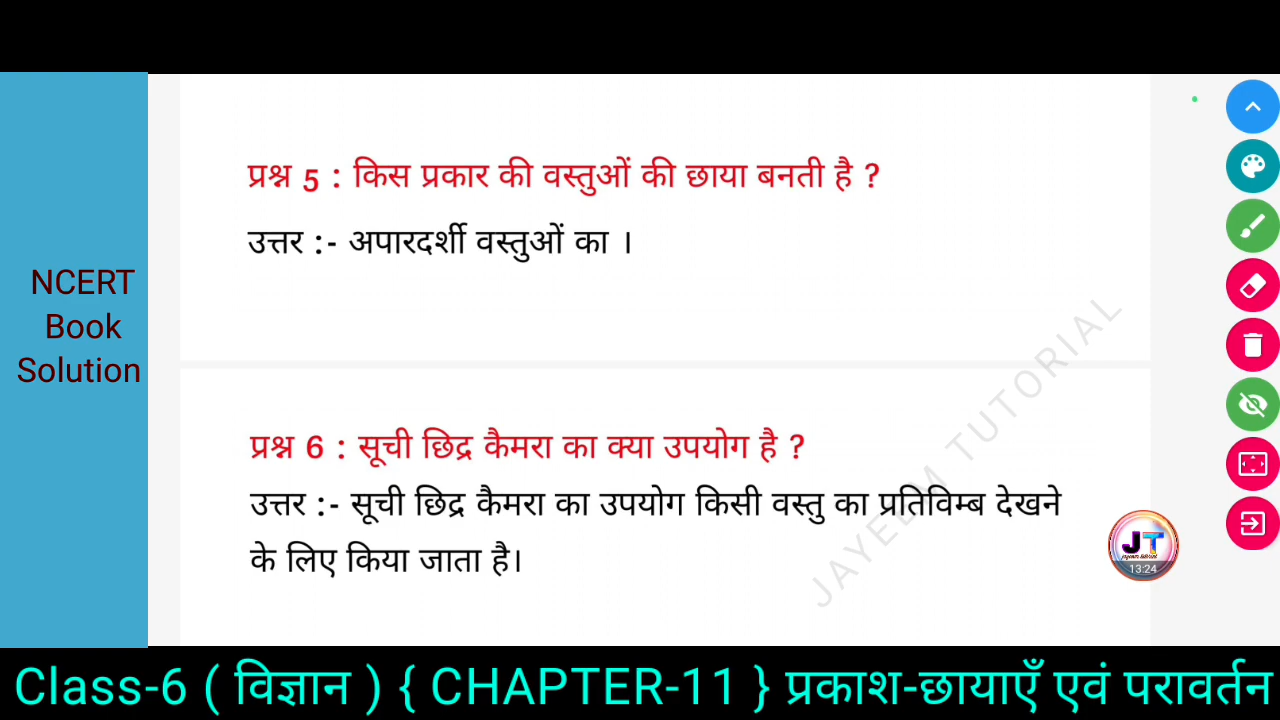 NCERT
Book
Solution
प्रश्न 5 : किस प्रकार की वस्तुओं की छाया बनती है ?
उत्तर :- अपारदर्शी वस्तुओं का ।
प्रश्न 6 : सूची छिद्र कैमरा का क्या उपयोग है ?
उत्तर :- सूची छिद्र कैमरा का उपयोग किसी वस्तु का प्रतिविम्ब देखने
के लिए किया जाता है।
JAYEEM TUTORIAL
JT
13:24
Class-6 ( विज्ञान ) { CHAPTER-11 } प्रकाश-छायाएँ एवं परावर्तन